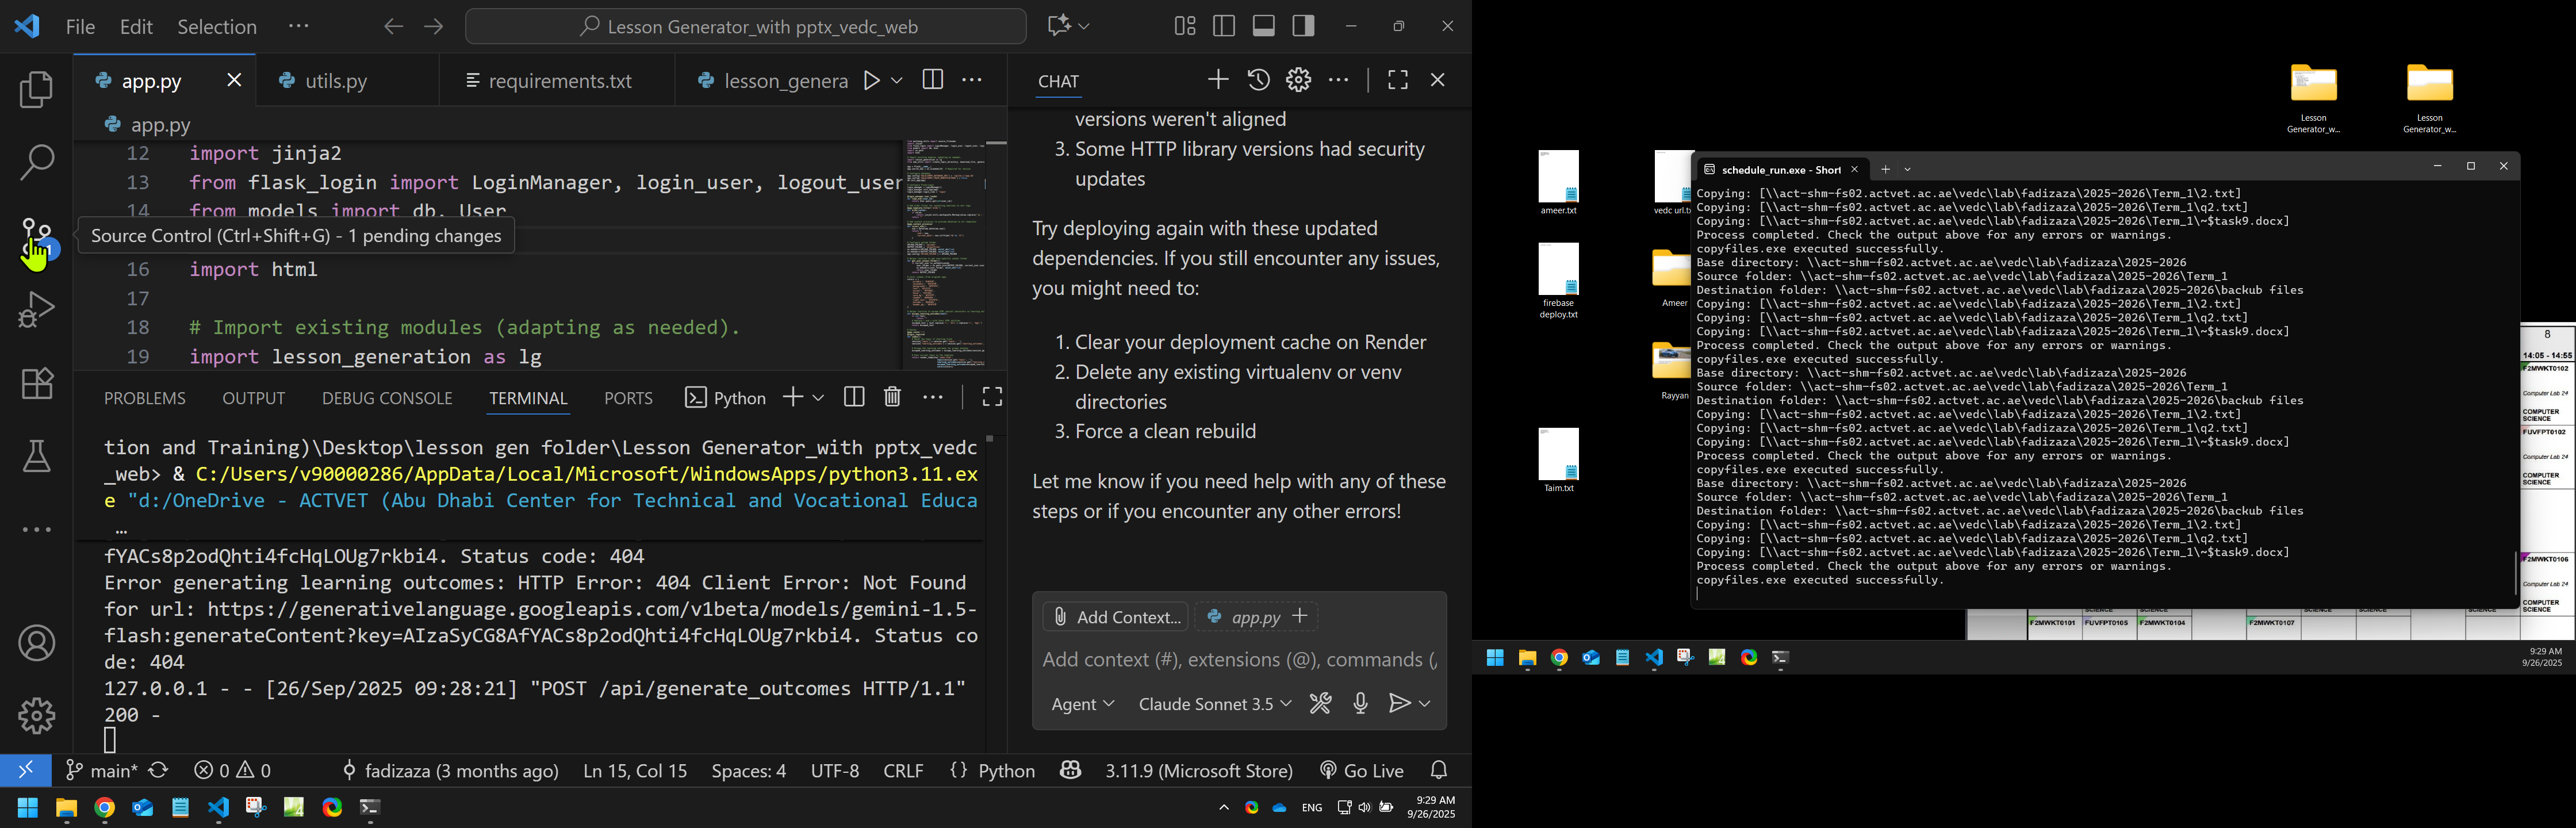 File Edit Selection ··· Lesson Generator_with pptx_vedc_web
app.py utils.py requirements.txt lesson_genera
app.py
12 import jinja2
13 from flask_login import LoginManager, login_user, logout_user
14 from models import db, User
Source Control (Ctrl+Shift+G) - 1 pending changes
16 import html
17
18 # Import existing modules (adapting as needed).
19 import lesson_generation as lg
PROBLEMS OUTPUT DEBUG CONSOLE TERMINAL PORTS Python
tion and Training)\Desktop\lesson gen folder\Lesson Generator_with pptx_vedc
_web> & C:/Users/v90000286/AppData/Local/Microsoft/WindowsApps/python3.11.ex
e "d:/OneDrive - ACTVET (Abu Dhabi Center for Technical and Vocational Educa
…
fYACs8p2odQhti4fcHqLOUg7rkbi4. Status code: 404
Error generating learning outcomes: HTTP Error: 404 Client Error: Not Found
for url: https://generativelanguage.googleapis.com/v1beta/models/gemini-1.5-
flash:generateContent?key=AIzaSyCG8AfYACs8p2odQhti4fcHqLOUg7rkbi4. Status co
de: 404
127.0.0.1 - - [26/Sep/2025 09:28:21] "POST /api/generate_outcomes HTTP/1.1"
200 -
CHAT
versions weren't aligned
3. Some HTTP library versions had security
updates
Try deploying again with these updated
dependencies. If you still encounter any issues,
you might need to:
1. Clear your deployment cache on Render
2. Delete any existing virtualenv or venv
directories
3. Force a clean rebuild
Let me know if you need help with any of these
steps or if you encounter any other errors!
Add Context... app.py
Add context (#), extensions (@), commands (/
Agent Claude Sonnet 3.5
main* 0 0 fadizaza (3 months ago) Ln 15, Col 15 Spaces: 4 UTF-8 CRLF {} Python 3.11.9 (Microsoft Store) Go Live
ENG
9:29 AM
9/26/2025
Lesson
Generator_w...
Lesson
Generator_w...
ameer.txt
vedc url.tx
firebase
deploy.txt
Ameer
Rayyan
Taim.txt
schedule_run.exe - Short
Copying: [\\act-shm-fs02.actvet.ac.ae\vedc\lab\fadizaza\2025-2026\Term_1\2.txt]
Copying: [\\act-shm-fs02.actvet.ac.ae\vedc\lab\fadizaza\2025-2026\Term_1\q2.txt]
Copying: [\\act-shm-fs02.actvet.ac.ae\vedc\lab\fadizaza\2025-2026\Term_1\~$task9.docx]
Process completed. Check the output above for any errors or warnings.
copyfiles.exe executed successfully.
Base directory: \\act-shm-fs02.actvet.ac.ae\vedc\lab\fadizaza\2025-2026
Source folder: \\act-shm-fs02.actvet.ac.ae\vedc\lab\fadizaza\2025-2026\Term_1
Destination folder: \\act-shm-fs02.actvet.ac.ae\vedc\lab\fadizaza\2025-2026\backub files
Copying: [\\act-shm-fs02.actvet.ac.ae\vedc\lab\fadizaza\2025-2026\Term_1\2.txt]
Copying: [\\act-shm-fs02.actvet.ac.ae\vedc\lab\fadizaza\2025-2026\Term_1\q2.txt]
Copying: [\\act-shm-fs02.actvet.ac.ae\vedc\lab\fadizaza\2025-2026\Term_1\~$task9.docx]
Process completed. Check the output above for any errors or warnings.
copyfiles.exe executed successfully.
Base directory: \\act-shm-fs02.actvet.ac.ae\vedc\lab\fadizaza\2025-2026
Source folder: \\act-shm-fs02.actvet.ac.ae\vedc\lab\fadizaza\2025-2026\Term_1
Destination folder: \\act-shm-fs02.actvet.ac.ae\vedc\lab\fadizaza\2025-2026\backub files
Copying: [\\act-shm-fs02.actvet.ac.ae\vedc\lab\fadizaza\2025-2026\Term_1\2.txt]
Copying: [\\act-shm-fs02.actvet.ac.ae\vedc\lab\fadizaza\2025-2026\Term_1\q2.txt]
Copying: [\\act-shm-fs02.actvet.ac.ae\vedc\lab\fadizaza\2025-2026\Term_1\~$task9.docx]
Process completed. Check the output above for any errors or warnings.
copyfiles.exe executed successfully.
Base directory: \\act-shm-fs02.actvet.ac.ae\vedc\lab\fadizaza\2025-2026
Source folder: \\act-shm-fs02.actvet.ac.ae\vedc\lab\fadizaza\2025-2026\Term_1
Destination folder: \\act-shm-fs02.actvet.ac.ae\vedc\lab\fadizaza\2025-2026\backub files
Copying: [\\act-shm-fs02.actvet.ac.ae\vedc\lab\fadizaza\2025-2026\Term_1\2.txt]
Copying: [\\act-shm-fs02.actvet.ac.ae\vedc\lab\fadizaza\2025-2026\Term_1\q2.txt]
Copying: [\\act-shm-fs02.actvet.ac.ae\vedc\lab\fadizaza\2025-2026\Term_1\~$task9.docx]
Process completed. Check the output above for any errors or warnings.
copyfiles.exe executed successfully.
8
14:05 - 14:55
F2MWKT0102
Computer Lab 24
COMPUTER
SCIENCE
FUVFPT0102
Computer Lab 24
COMPUTER
SCIENCE
F2MWKT0106
Computer Lab 24
COMPUTER
SCIENCE
F2MWKT0101 FUVFPT0105 F2MWKT0104 F2MWKT0107
9:29 AM
9/26/2025